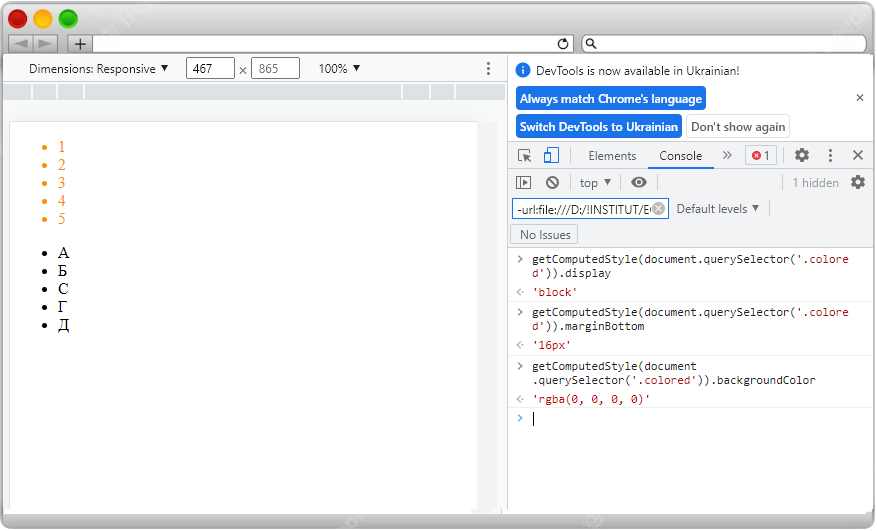 Dimensions: Responsive ▼ 467 × 865 100% ▼
DevTools is now available in Ukrainian!
Always match Chrome's language
Switch DevTools to Ukrainian Don't show again
Elements Console » 1
top ▼ 1 hidden
-url:file:///D:/!INSTITUT/E Default levels ▼
No Issues
1
2
3
4
5
А
Б
С
Г
Д
getComputedStyle(document.querySelector('.colore
d')).display
'block'
getComputedStyle(document.querySelector('.colore
d')).marginBottom
'16px'
getComputedStyle(document
.querySelector('.colored')).backgroundColor
'rgba(0, 0, 0, 0)'